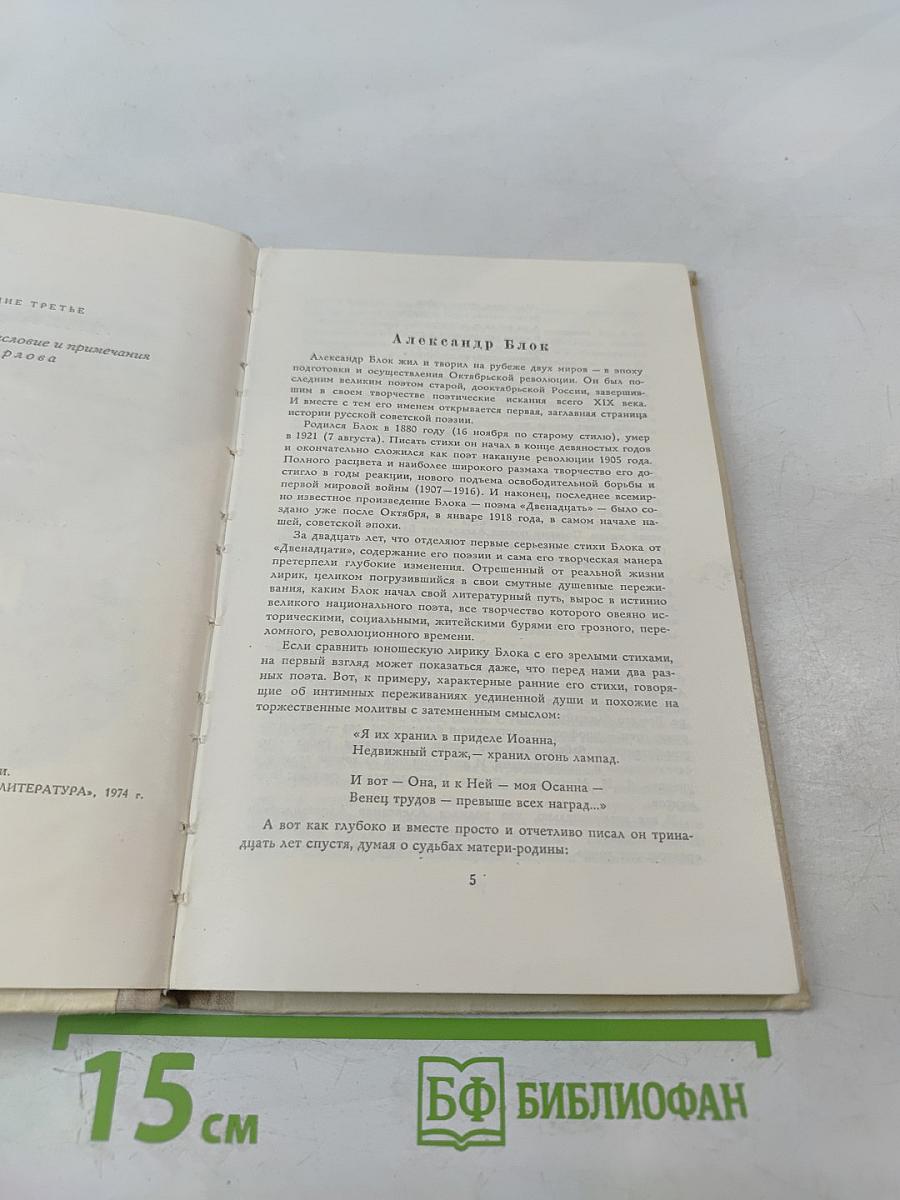 ИЕ ТРЕТЬЕ
словие и примечания
рлова
и.
ЛИТЕРАТУРА», 1974 г.
Александр Блок
Александр Блок жил и творил на рубеже двух миров – в эпоху
подготовки и осуществления Октябрьской революции. Он был по-
следним великим поэтом старой, дооктябрьской России, завершив-
шим в своем творчестве поэтические искания всего XIX века.
И вместе с тем его именем открывается первая, заглавная страница
истории русской советской поэзии.
Родился Блок в 1880 году (16 ноября по старому стилю), умер
в 1921 (7 августа). Писать стихи он начал в конце девяностых годов
и окончательно сложился как поэт накануне революции 1905 года.
Полного расцвета и наиболее широкого размаха творчество его до-
стигло в годы реакции, нового подъема освободительной борьбы и
первой мировой войны (1907—1916). И наконец, последнее всемир-
но известное произведение Блока — поэма «Двенадцать» — было со-
здано уже после Октября, в январе 1918 года, в самом начале на-
шей, советской эпохи.
За двадцать лет, что отделяют первые серьезные стихи Блока от
«Двенадцати», содержание его поэзии и сама его творческая манера
претерпели глубокие изменения. Отрешенный от реальной жизни
лирик, целиком погрузившийся в свои смутные душевные пережи-
вания, каким Блок начал свой литературный путь, вырос в истинно
великого национального поэта, все творчество которого овеяно ис-
торическими, социальными, житейскими бурями его грозного, пере-
ломного, революционного времени.
Если сравнить юношескую лирику Блока с его зрелыми стихами,
на первый взгляд может показаться даже, что перед нами два раз-
ных поэта. Вот, к примеру, характерные ранние его стихи, говоря-
щие об интимных переживаниях уединенной души и похожие на
торжественные молитвы с затемненным смыслом:
«Я их хранил в приделе Иоанна,
Недвижный страж,— хранил огонь лампад.
И вот — Она, и к Ней — моя Осанна —
Венец трудов — превыше всех наград...»
А вот как глубоко и вместе просто и отчетливо писал он трина-
дцать лет спустя, думая о судьбах матери-родины:
5
15 см
БФ БИБЛИОФАН